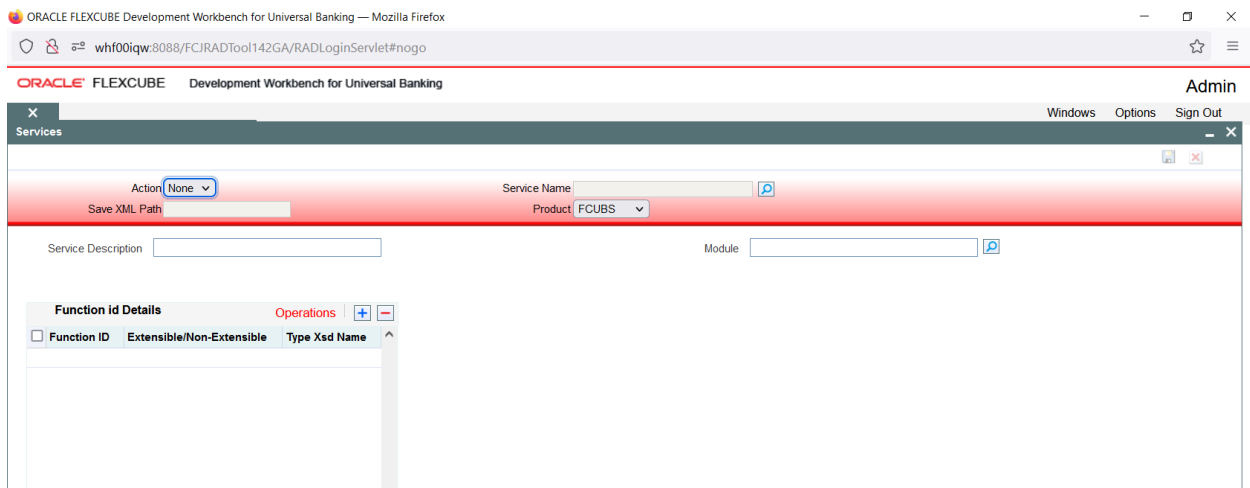 ORACLE FLEXCUBE Development Workbench for Universal Banking — Mozilla Firefox
whf00iqw:8088/FCJRADTool142GA/RADLoginServlet#nogo
ORACLE FLEXCUBE Development Workbench for Universal Banking Admin
Windows Options Sign Out
Services
Action None Service Name
Save XML Path Product FCUBS
Service Description Module
Function id Details Operations
Function ID Extensible/Non-Extensible Type Xsd Name